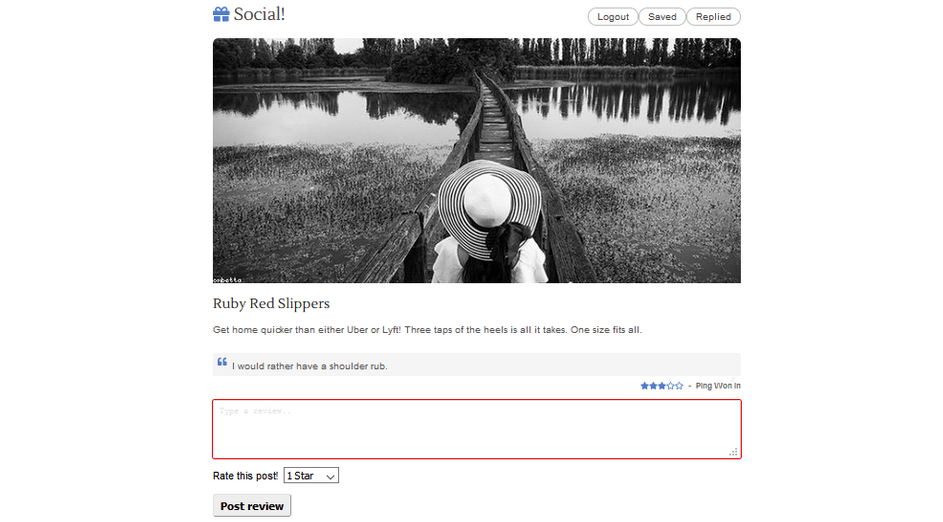 Social!
Logout Saved Replied
ombetta
Ruby Red Slippers
Get home quicker than either Uber or Lyft! Three taps of the heels is all it takes. One size fits all.
“ I would rather have a shoulder rub.
- Ping Won In
Type a review..
Rate this post! 1 Star
Post review